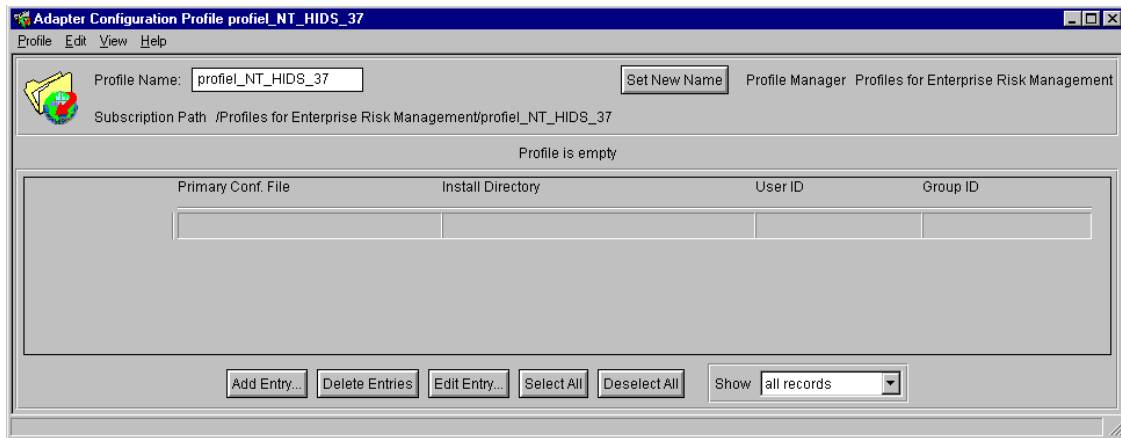 Adapter Configuration Profile profiel_NT_HIDS_37
Profile Edit View Help
Profile Name: profiel_NT_HIDS_37 Set New Name Profile Manager Profiles for Enterprise Risk Management
Subscription Path /Profiles for Enterprise Risk Management/profiel_NT_HIDS_37
Profile is empty
Primary Conf. File Install Directory User ID Group ID
Add Entry... Delete Entries Edit Entry... Select All Deselect All Show all records